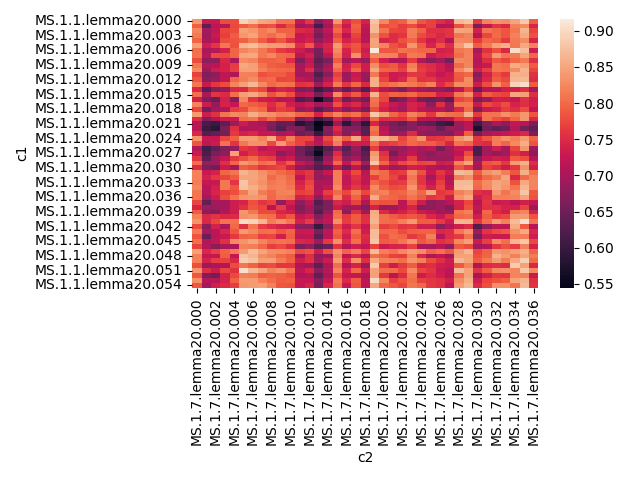 MS.1.1.lemma20.000
MS.1.1.lemma20.003
MS.1.1.lemma20.006
MS.1.1.lemma20.009
MS.1.1.lemma20.012
MS.1.1.lemma20.015
MS.1.1.lemma20.018
MS.1.1.lemma20.021
MS.1.1.lemma20.024
MS.1.1.lemma20.027
MS.1.1.lemma20.030
MS.1.1.lemma20.033
MS.1.1.lemma20.036
MS.1.1.lemma20.039
MS.1.1.lemma20.042
MS.1.1.lemma20.045
MS.1.1.lemma20.048
MS.1.1.lemma20.051
MS.1.1.lemma20.054
c1
MS.1.7.lemma20.000
MS.1.7.lemma20.002
MS.1.7.lemma20.004
MS.1.7.lemma20.006
MS.1.7.lemma20.008
MS.1.7.lemma20.010
MS.1.7.lemma20.012
MS.1.7.lemma20.014
MS.1.7.lemma20.016
MS.1.7.lemma20.018
MS.1.7.lemma20.020
MS.1.7.lemma20.022
MS.1.7.lemma20.024
MS.1.7.lemma20.026
MS.1.7.lemma20.028
MS.1.7.lemma20.030
MS.1.7.lemma20.032
MS.1.7.lemma20.034
MS.1.7.lemma20.036
c2
0.90
0.85
0.80
0.75
0.70
0.65
0.60
0.55